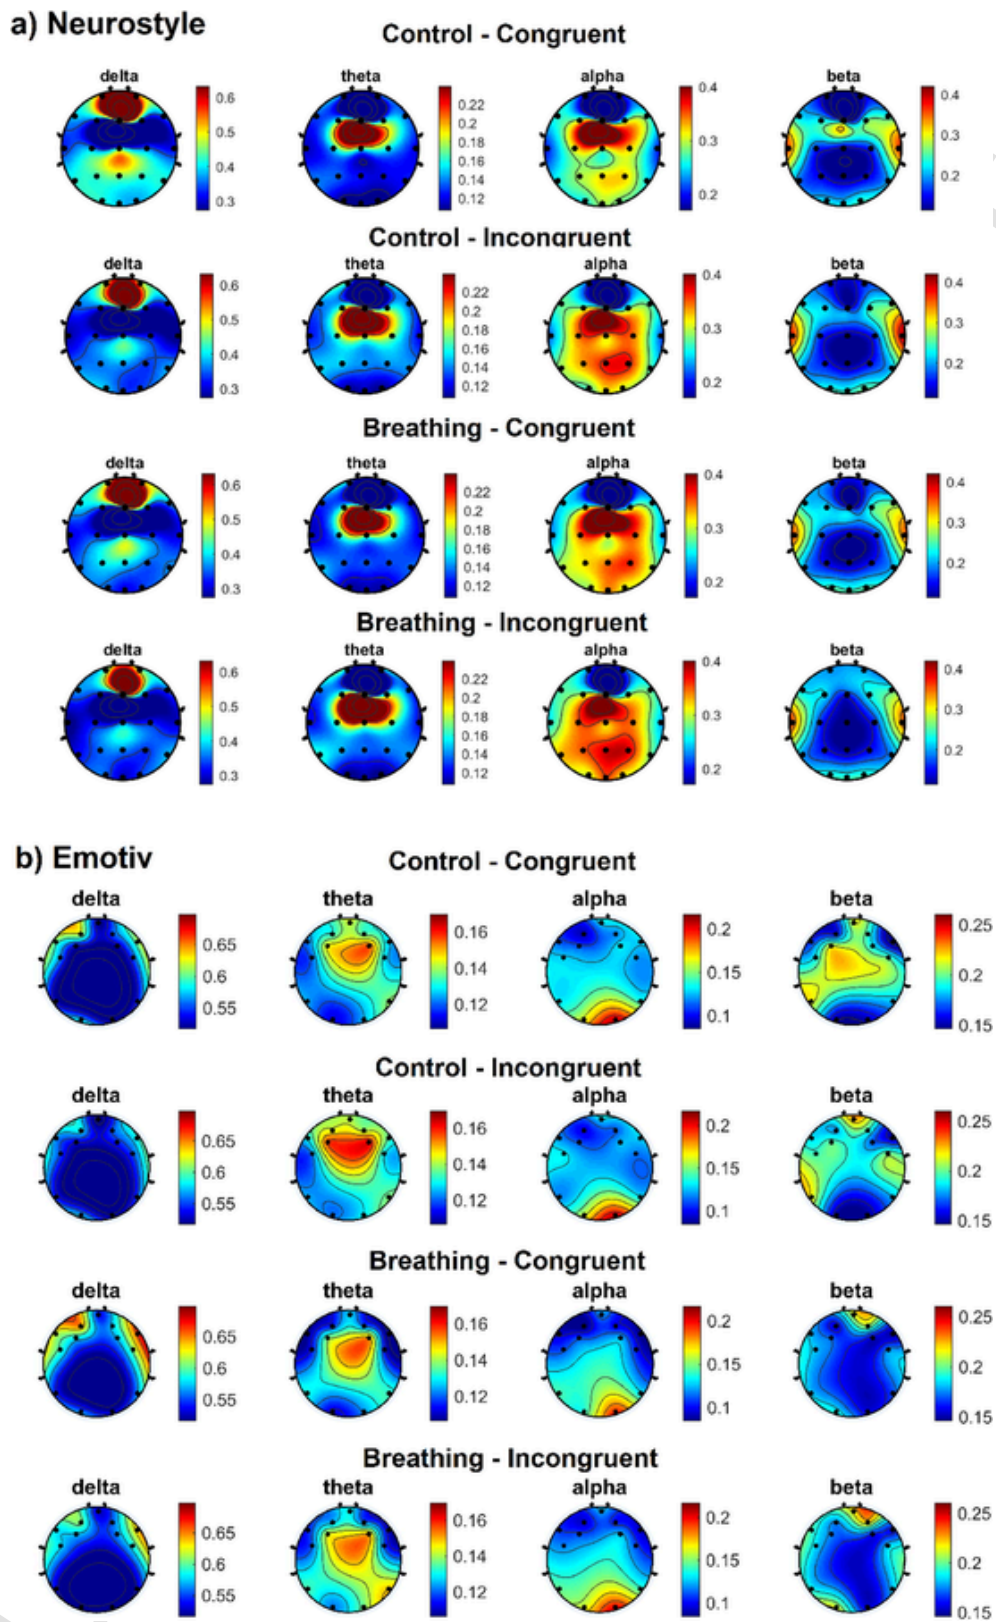 a) Neurostyle
Control - Congruent
delta theta alpha beta
0.6 0.5 0.4 0.3
0.22 0.2 0.18 0.16 0.14 0.12
0.4 0.3 0.2
0.4 0.3 0.2
Control - Incongruent
delta theta alpha beta
0.6 0.5 0.4 0.3
0.22 0.2 0.18 0.16 0.14 0.12
0.4 0.3 0.2
0.4 0.3 0.2
Breathing - Congruent
delta theta alpha beta
0.6 0.5 0.4 0.3
0.22 0.2 0.18 0.16 0.14 0.12
0.4 0.3 0.2
0.4 0.3 0.2
Breathing - Incongruent
delta theta alpha beta
0.6 0.5 0.4 0.3
0.22 0.2 0.18 0.16 0.14 0.12
0.4 0.3 0.2
0.4 0.3 0.2
b) Emotiv
Control - Congruent
delta theta alpha beta
0.65 0.6 0.55
0.16 0.14 0.12
0.2 0.15 0.1
0.25 0.2 0.15
Control - Incongruent
delta theta alpha beta
0.65 0.6 0.55
0.16 0.14 0.12
0.2 0.15 0.1
0.25 0.2 0.15
Breathing - Congruent
delta theta alpha beta
0.65 0.6 0.55
0.16 0.14 0.12
0.2 0.15 0.1
0.25 0.2 0.15
Breathing - Incongruent
delta theta alpha beta
0.65 0.6 0.55
0.16 0.14 0.12
0.2 0.15 0.1
0.25 0.2 0.15